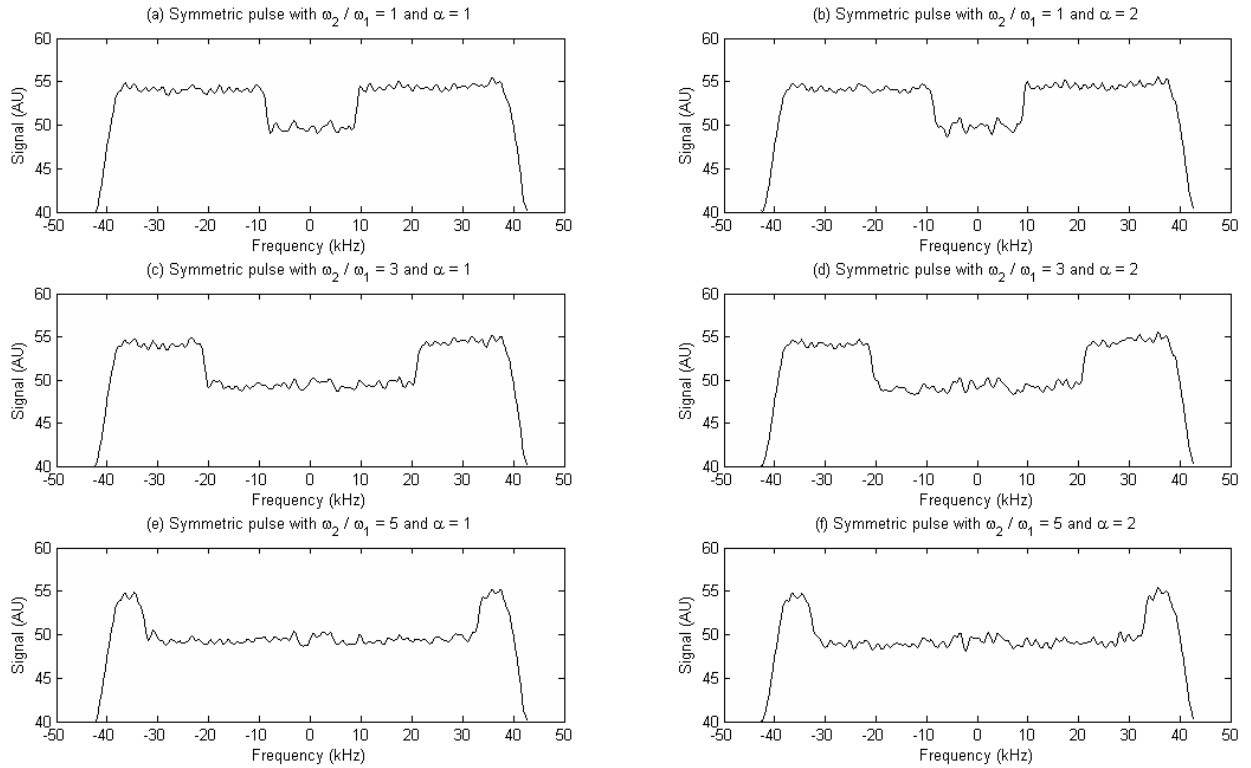 (a) Symmetric pulse with ω2 / ω1 = 1 and α = 1
60
55
50
45
40
Signal (AU)
-50 -40 -30 -20 -10 0 10 20 30 40 50
Frequency (kHz)
(b) Symmetric pulse with ω2 / ω1 = 1 and α = 2
60
55
50
45
40
Signal (AU)
-50 -40 -30 -20 -10 0 10 20 30 40 50
Frequency (kHz)
(c) Symmetric pulse with ω2 / ω1 = 3 and α = 1
60
55
50
45
40
Signal (AU)
-50 -40 -30 -20 -10 0 10 20 30 40 50
Frequency (kHz)
(d) Symmetric pulse with ω2 / ω1 = 3 and α = 2
60
55
50
45
40
Signal (AU)
-50 -40 -30 -20 -10 0 10 20 30 40 50
Frequency (kHz)
(e) Symmetric pulse with ω2 / ω1 = 5 and α = 1
60
55
50
45
40
Signal (AU)
-50 -40 -30 -20 -10 0 10 20 30 40 50
Frequency (kHz)
(f) Symmetric pulse with ω2 / ω1 = 5 and α = 2
60
55
50
45
40
Signal (AU)
-50 -40 -30 -20 -10 0 10 20 30 40 50
Frequency (kHz)